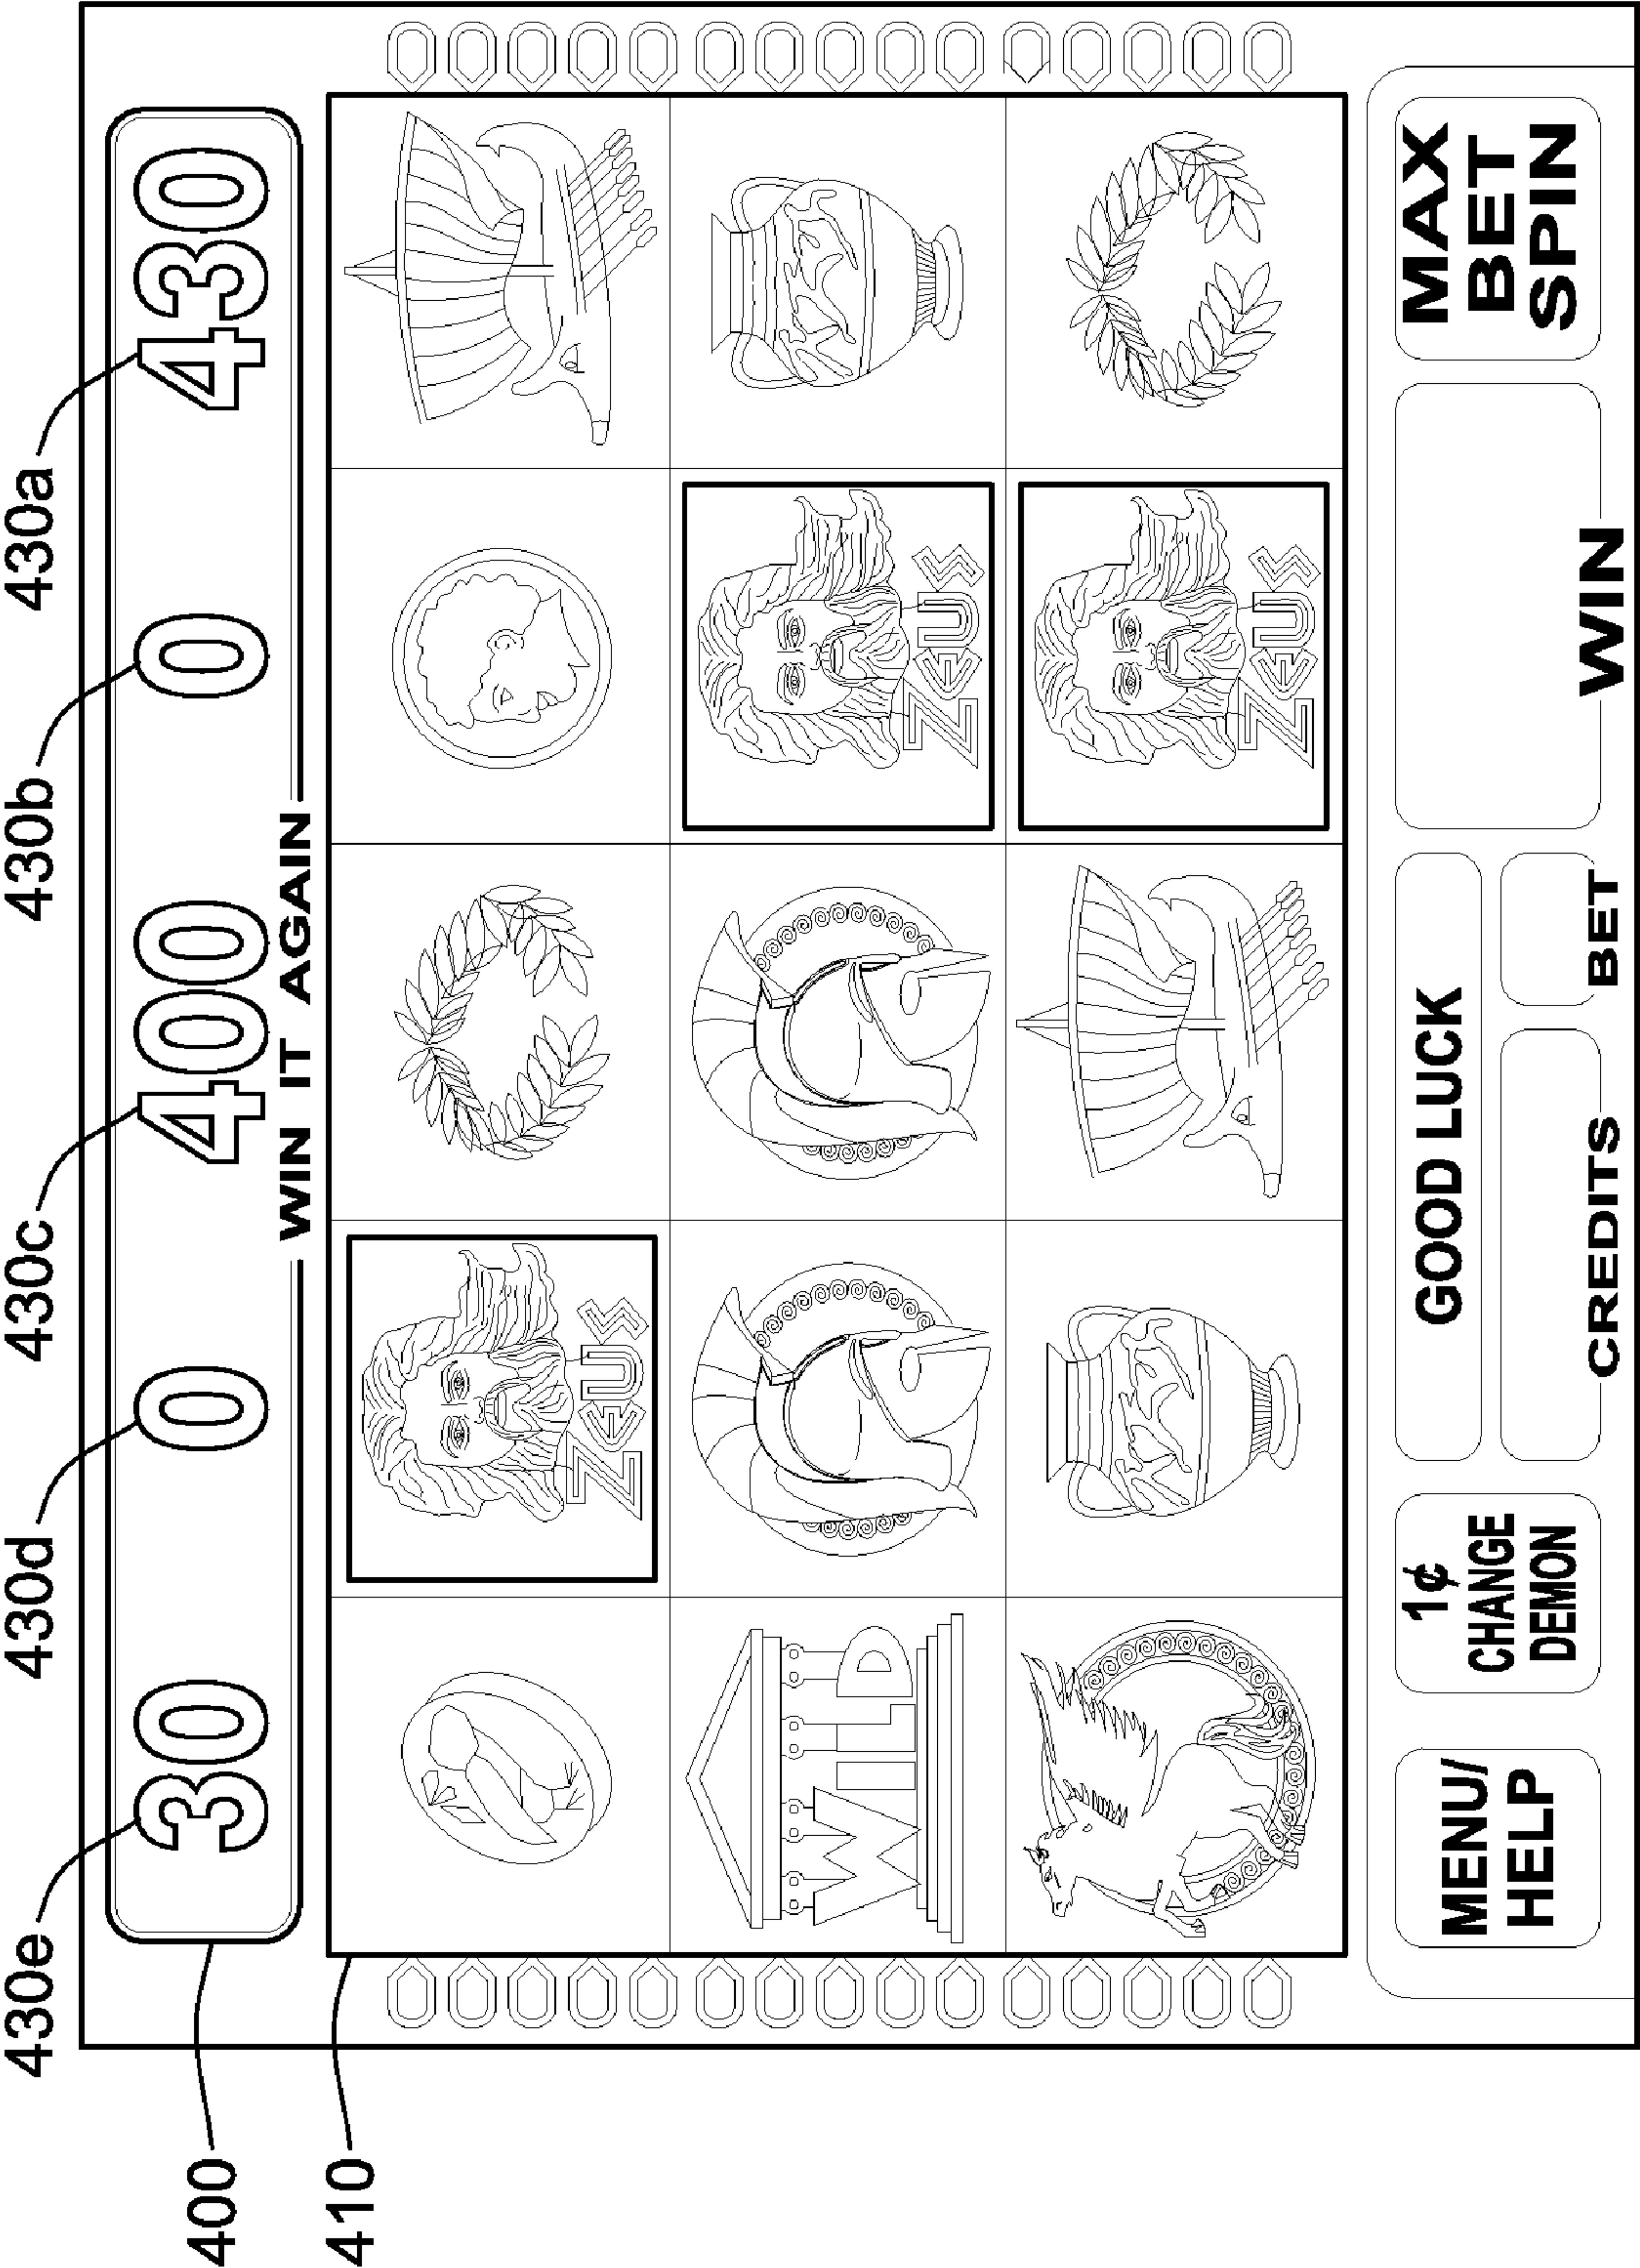 430e 430d 430c 430b 430a
400
30 0 400 0 430
WIN IT AGAIN
410
ZEUS
WILD
ZEUS
ZEUS
MENU/
HELP
1¢
CHANGE
DEMON
GOOD LUCK
CREDITS
BET
WIN
MAX
BET
SPIN